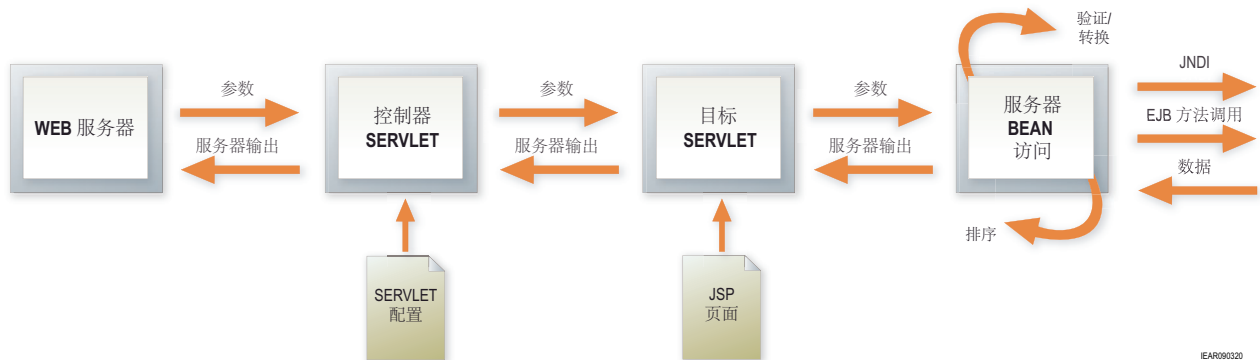 验证/
转换
WEB 服务器
参数
服务器输出
控制器
SERVLET
参数
服务器输出
目标
SERVLET
参数
服务器输出
服务器
BEAN
访问
JNDI
EJB 方法调用
数据
排序
SERVLET
配置
JSP
页面
IEAR090320